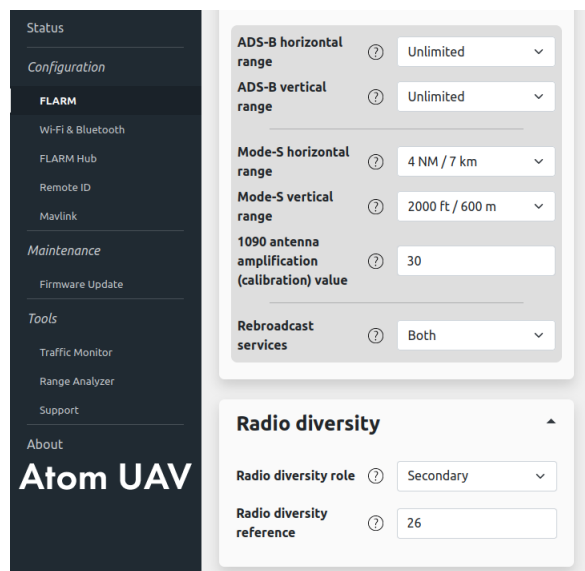 Status
Configuration
FLARM
Wi-Fi & Bluetooth
FLARM Hub
Remote ID
Mavlink
Maintenance
Firmware Update
Tools
Traffic Monitor
Range Analyzer
Support
About
Atom UAV
ADS-B horizontal
range
? Unlimited
ADS-B vertical
range
? Unlimited
Mode-S horizontal
range
? 4 NM / 7 km
Mode-S vertical
range
? 2000 ft / 600 m
1090 antenna
amplification
(calibration) value
? 30
Rebroadcast
services
? Both
Radio diversity
Radio diversity role ? Secondary
Radio diversity
reference
? 26